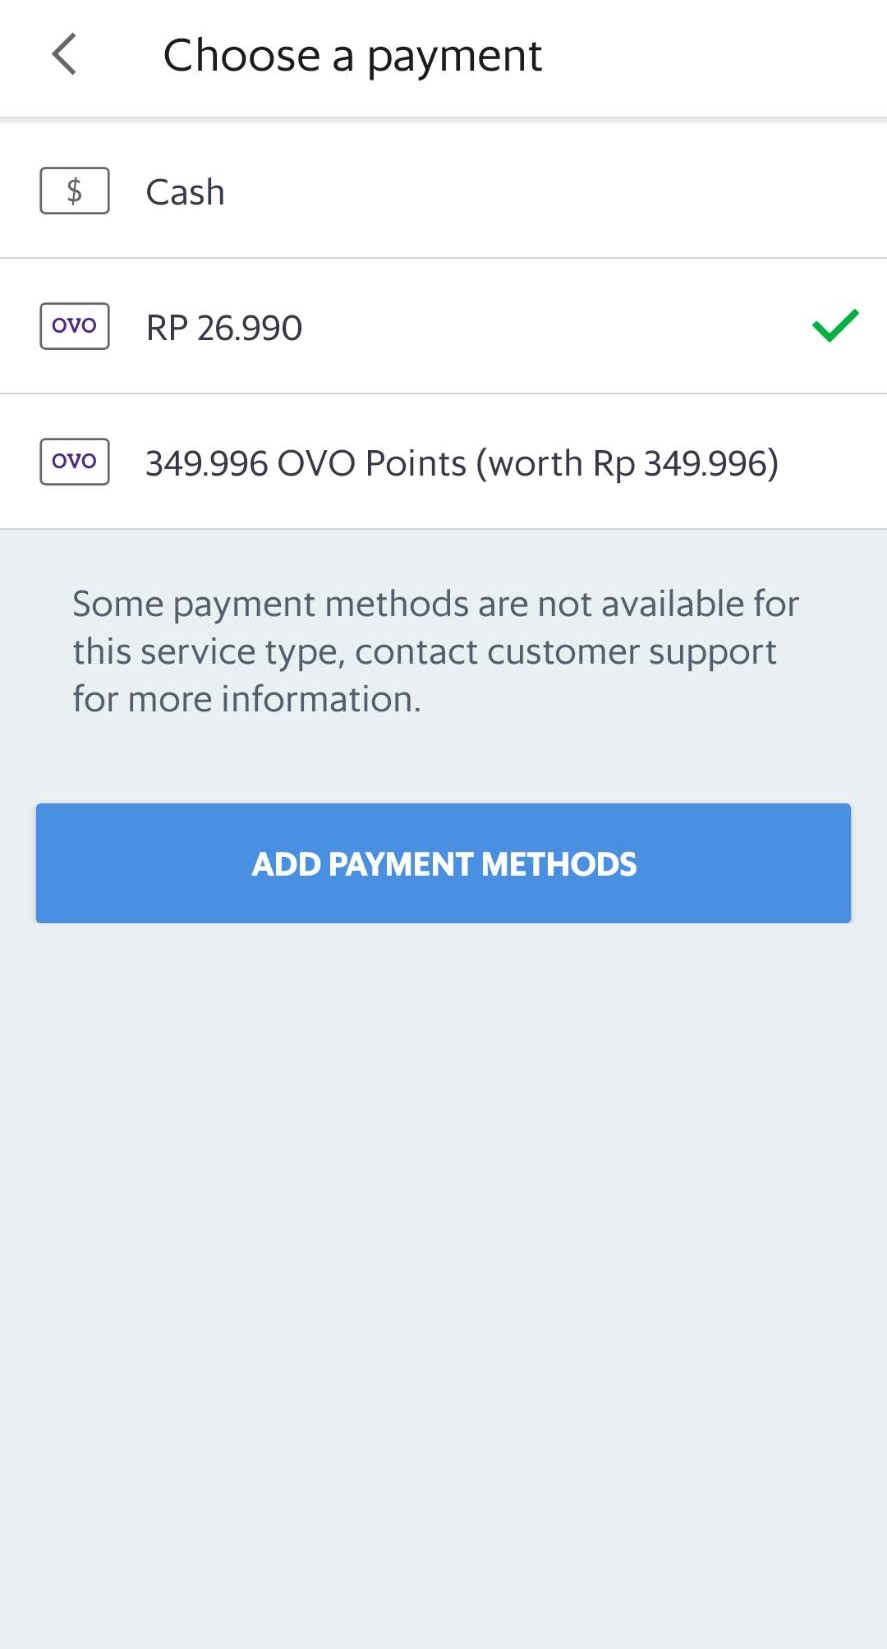 Choose a payment
$ Cash
OVO RP 26.990
OVO 349.996 OVO Points (worth Rp 349.996)
Some payment methods are not available for
this service type, contact customer support
for more information.
ADD PAYMENT METHODS